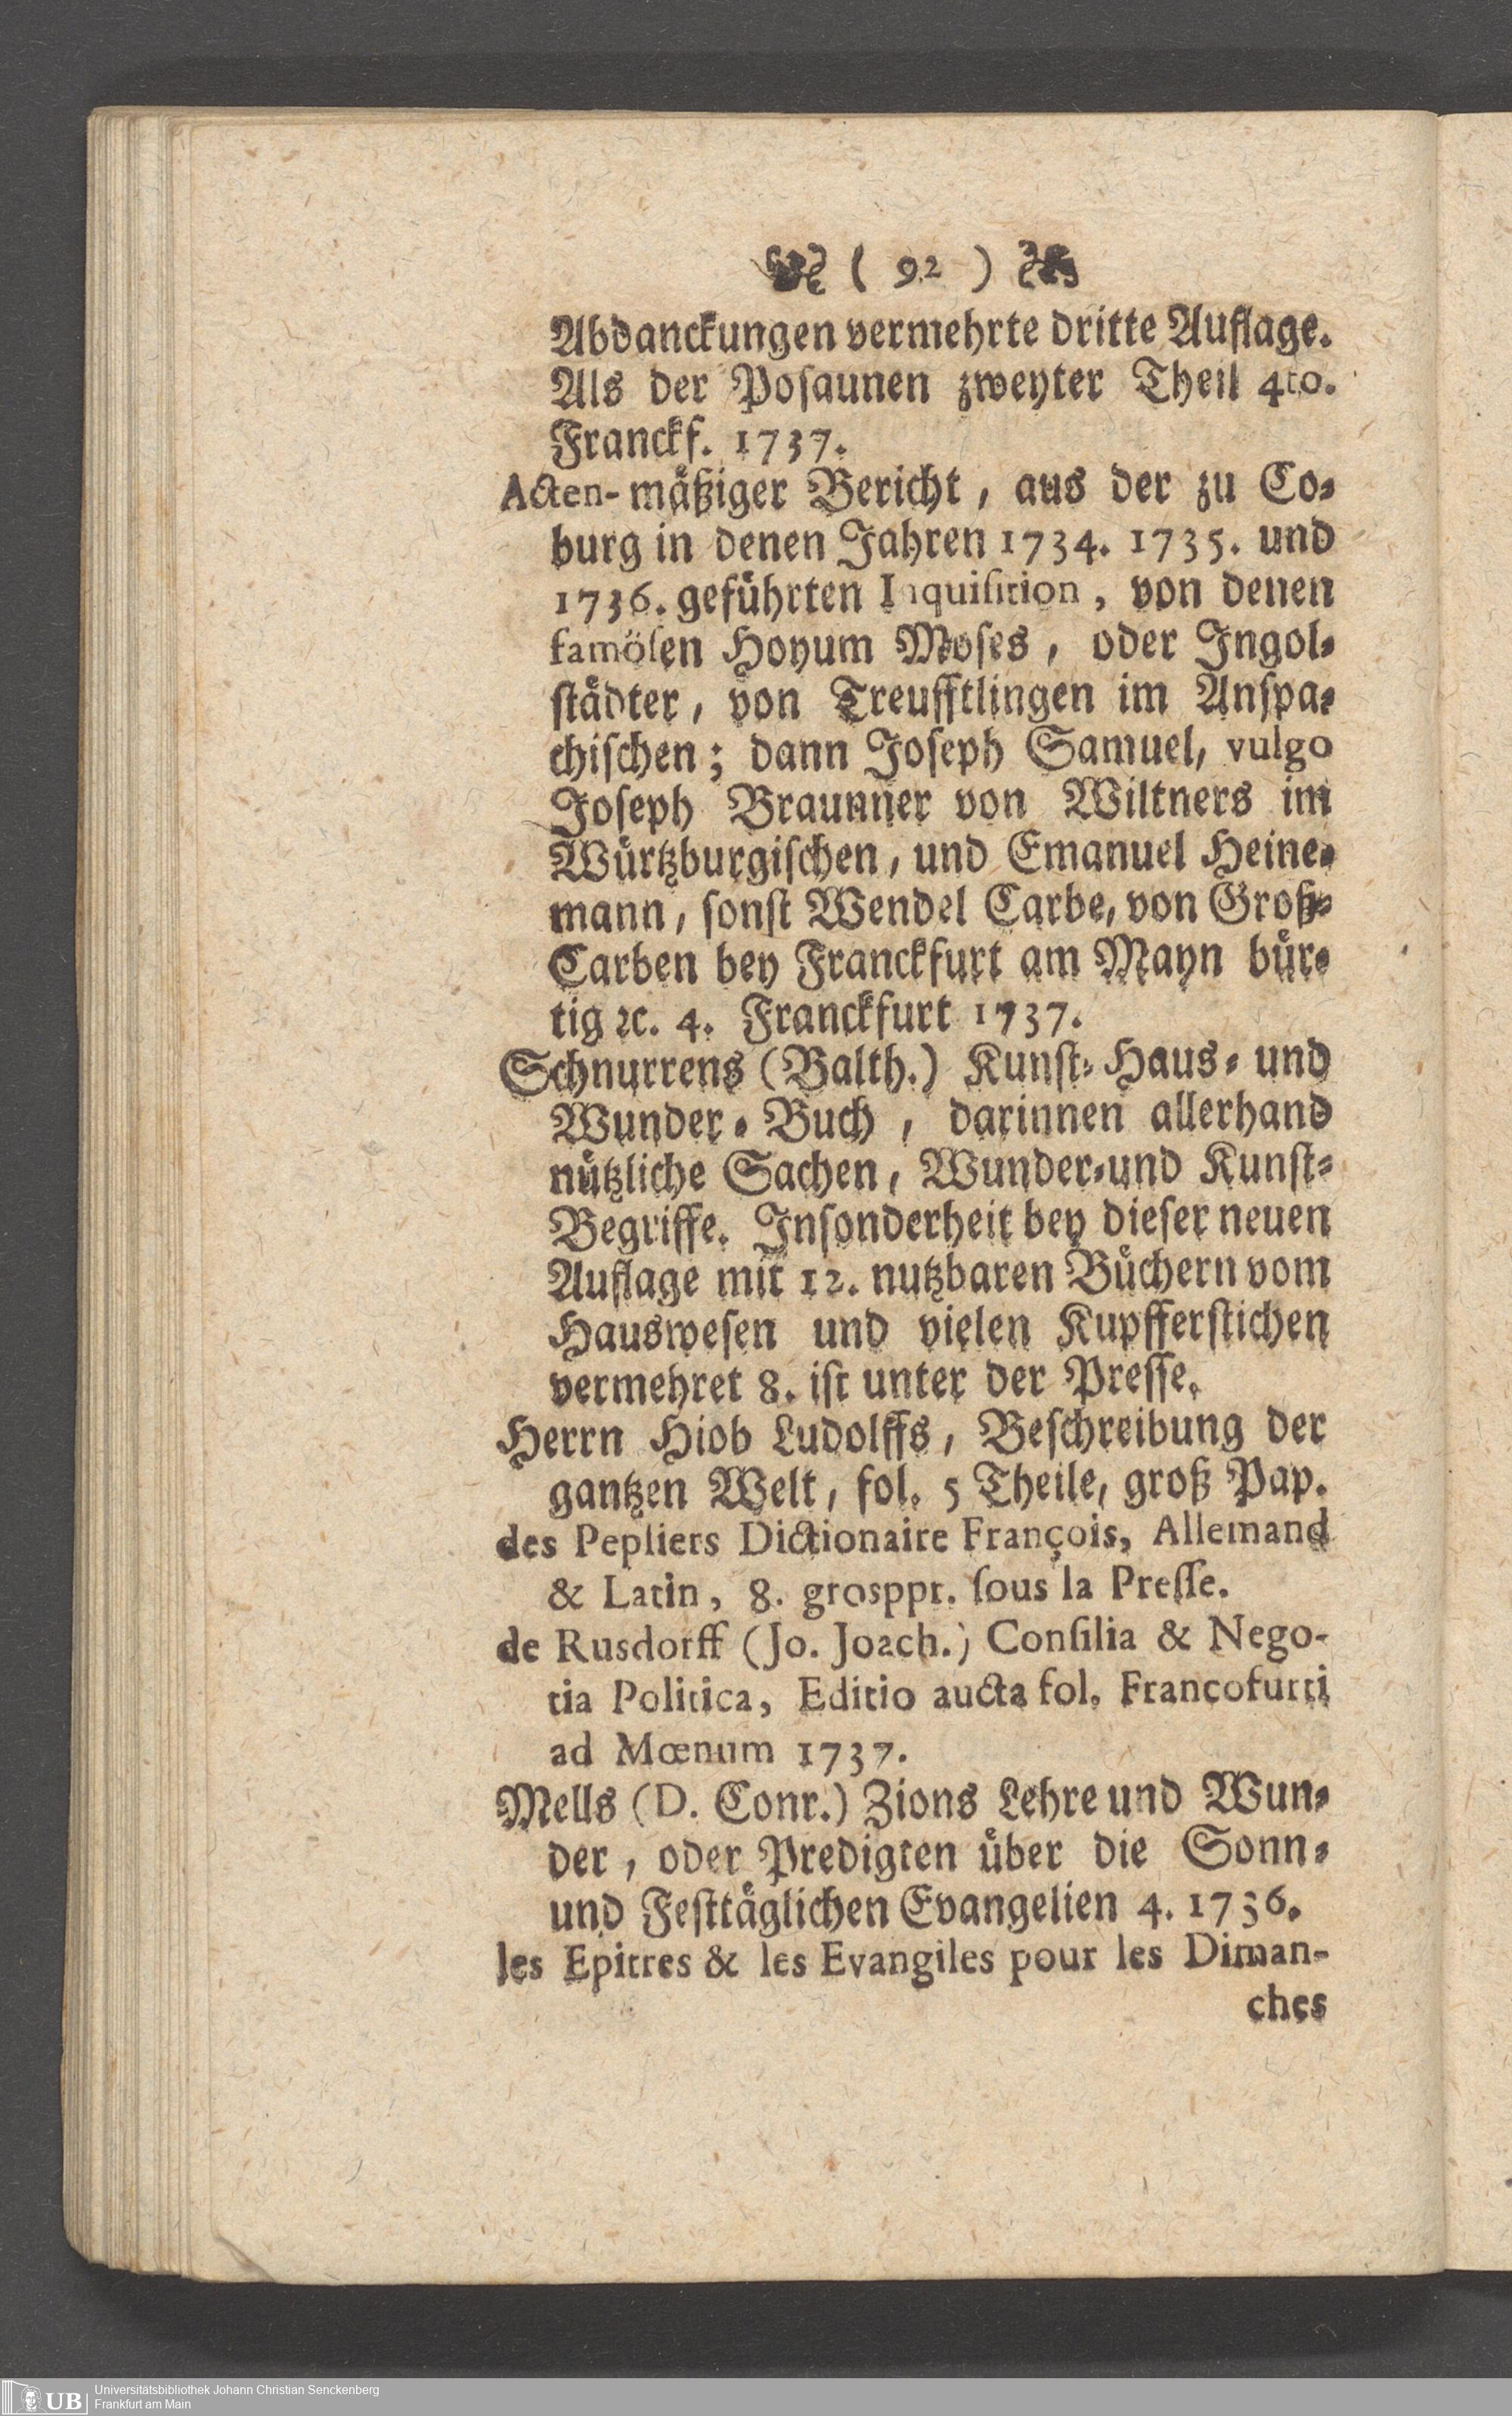 ( 92 )
Abdanckungen vermehrte dritte Auflage.
Als der Posaunen zweyter Theil 4to.
Franckf. 1737.
Acten-mäßiger Bericht, aus der zu Co-
burg in denen Jahren 1734. 1735. und
1736. geführten Inquisition, von denen
famösen Hoyum Moses, oder Ingol-
städter, von Treufftlingen im Anspa-
chischen; dann Joseph Samuel, vulgo
Joseph Braunner von Wiltners im
Würtzburgischen, und Emanuel Heine-
mann, sonst Wendel Carbe, von Groß-
Carben bey Franckfurt am Mayn bür-
tig ꝛc. 4. Franckfurt 1737.
Schnurrens (Balth.) Kunst- Haus- und
Wunder-Buch, darinnen allerhand
nützliche Sachen, Wunder-und Kunst-
Begriffe. Insonderheit bey dieser neuen
Auflage mit 12. nutzbaren Büchern vom
Hauswesen und vielen Kupfferstichen
vermehret 8. ist unter der Presse.
Herrn Hiob Ludolffs, Beschreibung der
gantzen Welt, fol. 5 Theile, groß Pap.
des Pepliers Dictionaire François, Allemand
& Latin, 8. grosppr. sous la Presse.
de Rusdorff (Jo. Joach.) Consilia & Nego-
tia Politica, Editio aucta fol. Francofurti
ad Mœnum 1737.
Mells (D. Conr.) Zions Lehre und Wun-
der, oder Predigten über die Sonn-
und Festtäglichen Evangelien 4. 1736.
les Epitres & les Evangiles pour les Diman-
ches
UB
Universitätsbibliothek Johann Christian Senckenberg
Frankfurt am Main